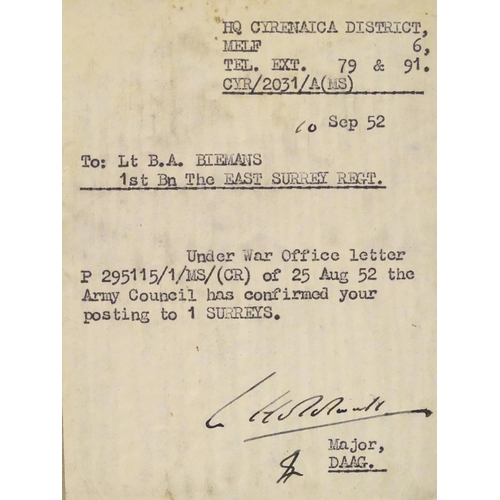 HQ CYRENAICA DISTRICT,
MELF 6,
TEL. EXT. 79 & 91.
CYR/2031/A(MS)
10 Sep 52
To: Lt B.A. BIEMANS
1st Bn The EAST SURREY REGT.
Under War Office letter
P 295115/1/MS/(CR) of 25 Aug 52 the
Army Council has confirmed your
posting to 1 SURREYS.
Major,
DAAG.